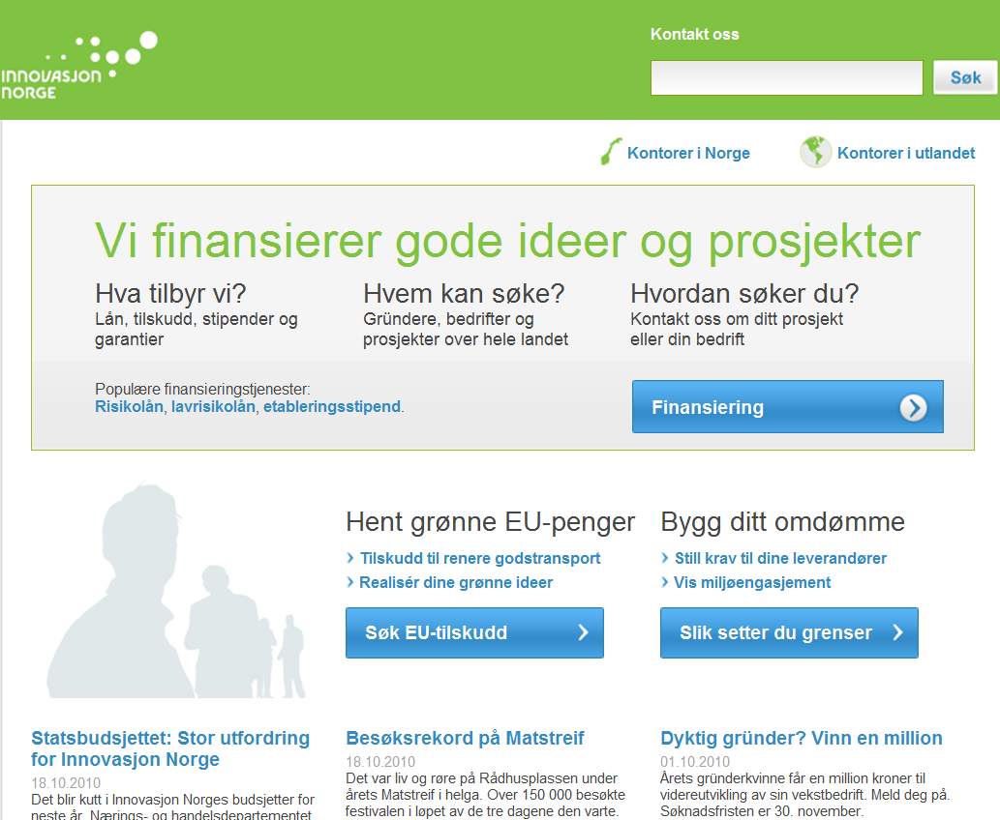 INNOVASJON
NORGE
Kontakt oss
Søk
Kontorer i Norge
Kontorer i utlandet
Vi finansierer gode ideer og prosjekter
Hva tilbyr vi?
Lån, tilskudd, stipender og
garantier
Hvem kan søke?
Gründere, bedrifter og
prosjekter over hele landet
Hvordan søker du?
Kontakt oss om ditt prosjekt
eller din bedrift
Populære finansieringstjenester:
Risikolån, lavrisikolån, etableringsstipend.
Finansiering
Hent grønne EU-penger
Tilskudd til renere godstransport
Realisér dine grønne ideer
Søk EU-tilskudd
Bygg ditt omdømme
Still krav til dine leverandører
Vis miljøengasjement
Slik setter du grenser
Statsbudsjettet: Stor utfordring
for Innovasjon Norge
18.10.2010
Det blir kutt i Innovasjon Norges budsjetter for
neste år. Nærings- og handelsdepartementet
Besøksrekord på Matstreif
18.10.2010
Det var liv og røre på Rådhusplassen under
årets Matstreif i helga. Over 150 000 besøkte
festivalen i løpet av de tre dagene den varte.
Dyktig gründer? Vinn en million
01.10.2010
Årets gründerkvinne får en million kroner til
videreutvikling av sin vekstbedrift. Meld deg på.
Søknadsfristen er 30. november.